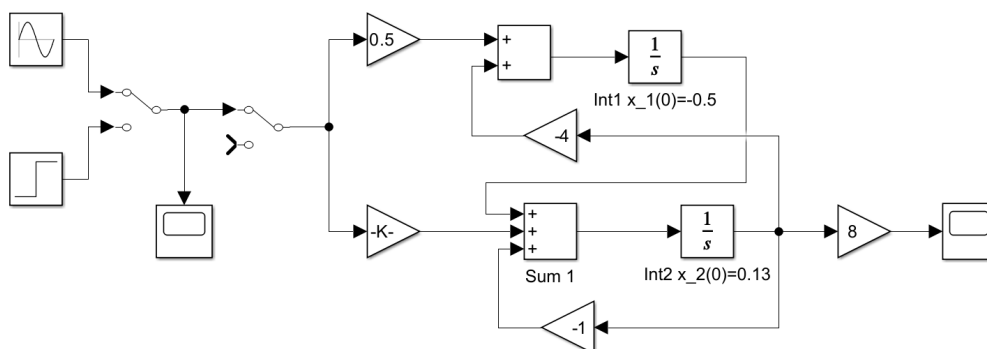 0.5
+
+
1
s
Int1 x_1(0)=-0.5
-4
-K-
+
+
+
Sum 1
1
s
Int2 x_2(0)=0.13
8
-1